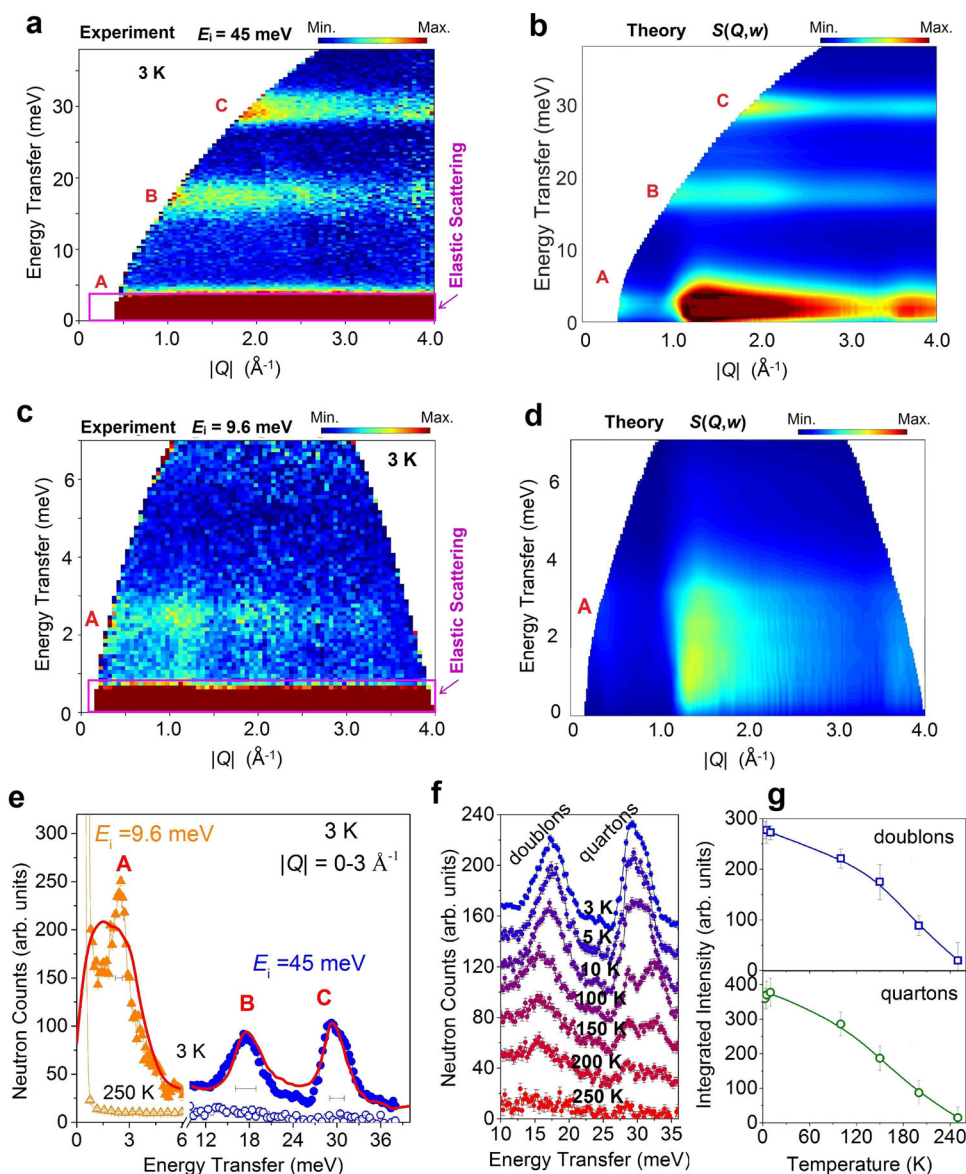 a
Experiment Ei = 45 meV
Min. Max.
3 K
C
B
A
Energy Transfer (meV)
30
20
10
0
0 1.0 2.0 3.0 4.0
|Q| (Å-1)
Elastic Scattering
b
Theory S(Q,w)
Min. Max.
C
B
A
Energy Transfer (meV)
30
20
10
0
0 1.0 2.0 3.0 4.0
|Q| (Å-1)
c
Experiment Ei = 9.6 meV
Min. Max.
3 K
A
Energy Transfer (meV)
6
4
2
0
0 1.0 2.0 3.0 4.0
|Q| (Å-1)
Elastic Scattering
d
Theory S(Q,w)
Min. Max.
A
Energy Transfer (meV)
6
4
2
0
0 1.0 2.0 3.0 4.0
|Q| (Å-1)
e
Ei =9.6 meV
3 K
|Q| = 0-3 Å-1
A
Ei =45 meV
B
C
3 K
250 K
Neutron Counts (arb. units)
300
250
200
150
100
50
0
0 3 6 12 18 24 30 36
Energy Transfer (meV)
f
doublons
quartons
3 K
5 K
10 K
100 K
150 K
200 K
250 K
Neutron Counts (arb. units)
240
200
160
120
80
40
0
10 15 20 25 30 35
Energy Transfer (meV)
g
doublons
300
200
100
0
quartons
400
300
200
100
0
Integrated Intensity (arb. units)
0 60 120 180 240
Temperature (K)